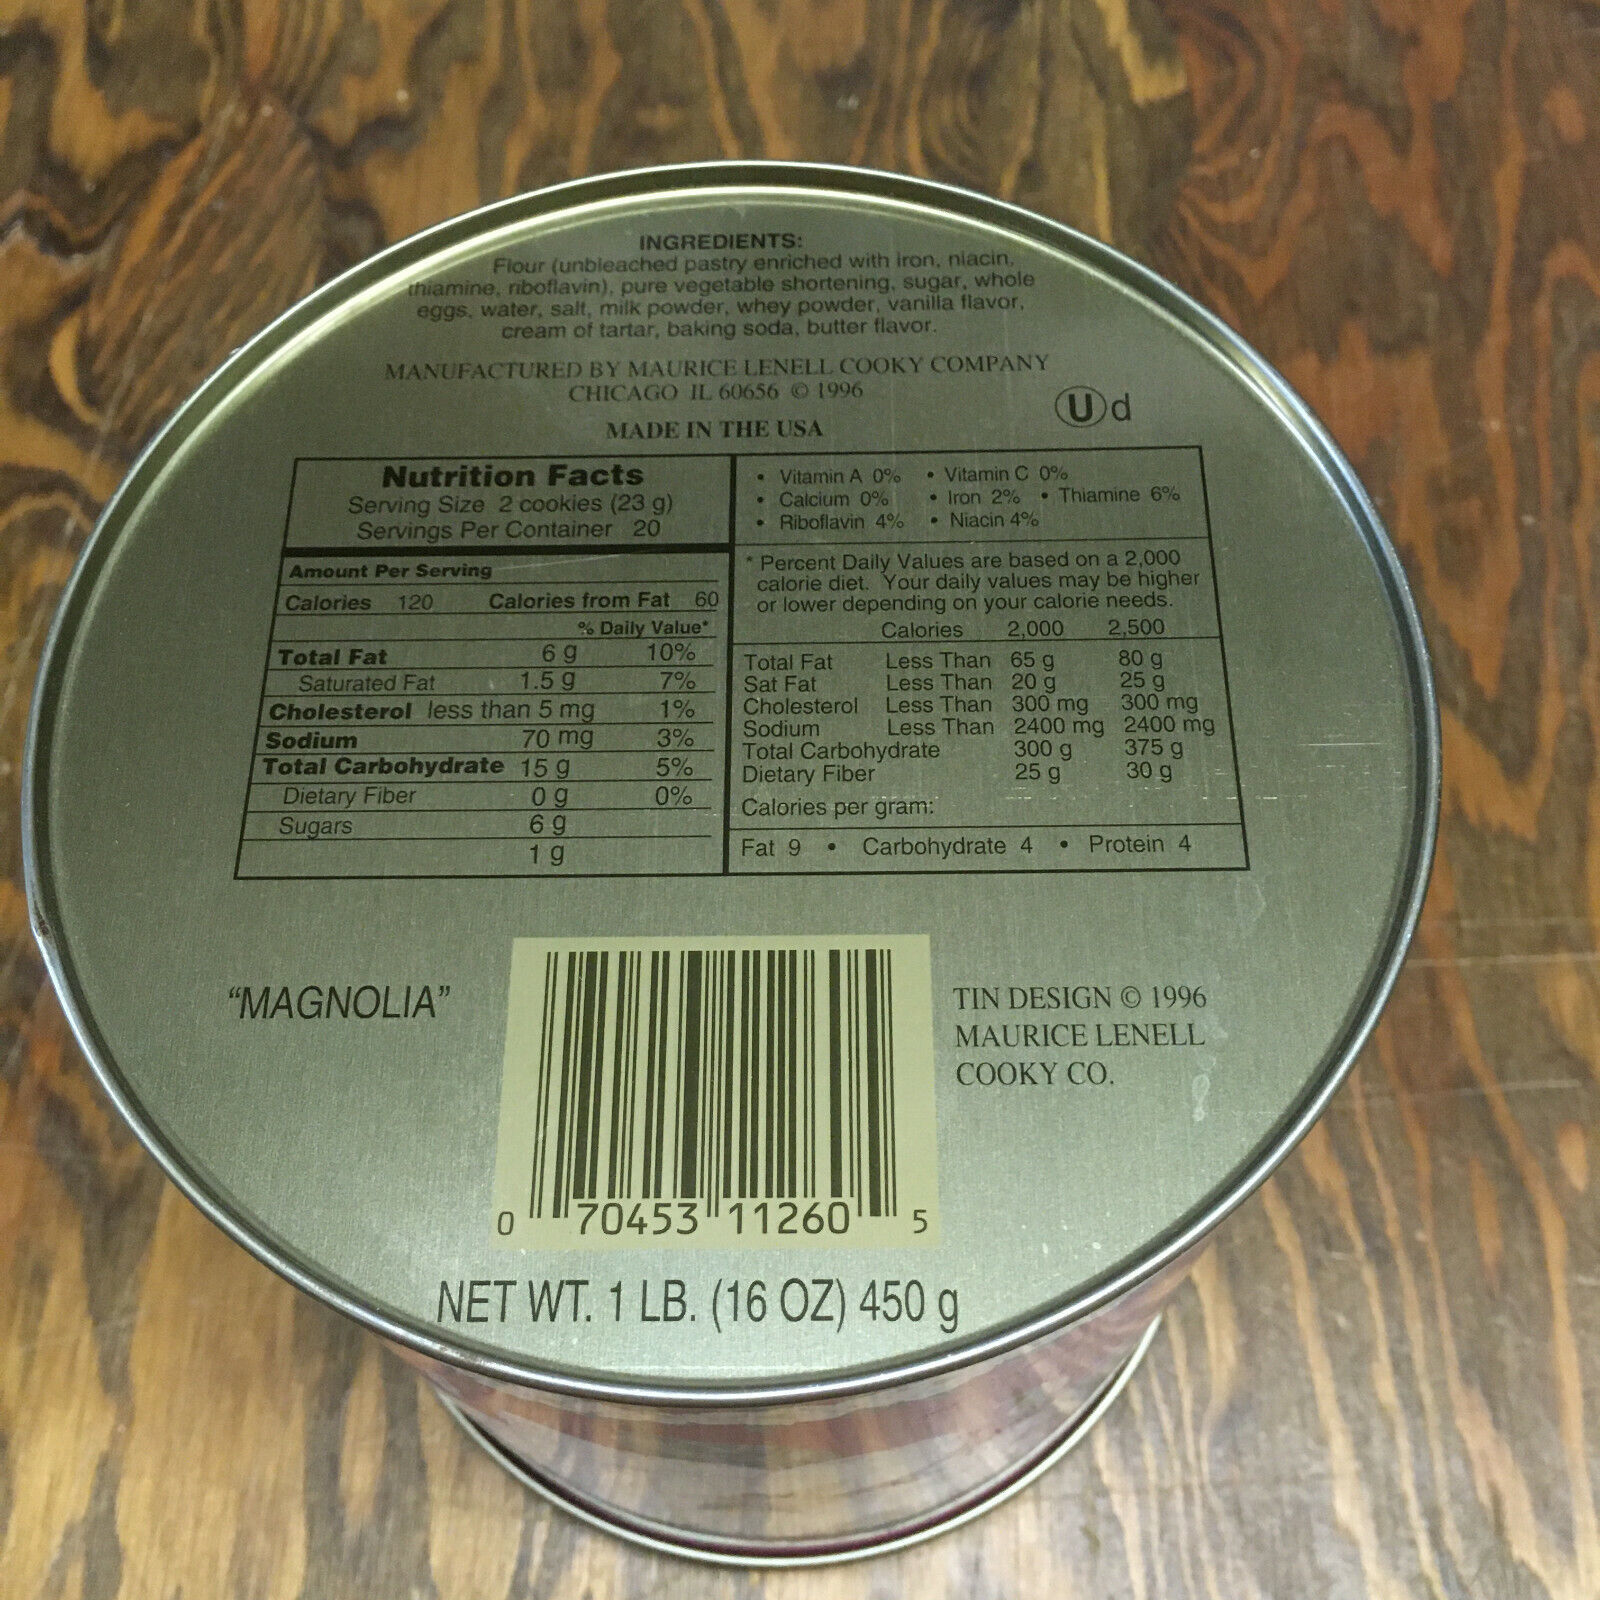 INGREDIENTS:
Flour (unbleached pastry enriched with iron, niacin,
thiamine, riboflavin), pure vegetable shortening, sugar, whole
eggs, water, salt, milk powder, whey powder, vanilla flavor,
cream of tartar, baking soda, butter flavor.
MANUFACTURED BY MAURICE LENELL COOKY COMPANY
CHICAGO IL 60656 © 1996
Ⓤd
MADE IN THE USA
Nutrition Facts
Serving Size 2 cookies (23 g)
Servings Per Container 20
Amount Per Serving
Calories 120 Calories from Fat 60
% Daily Value*
Total Fat 6 g 10%
Saturated Fat 1.5 g 7%
Cholesterol less than 5 mg 1%
Sodium 70 mg 3%
Total Carbohydrate 15 g 5%
Dietary Fiber 0 g 0%
Sugars 6 g
1 g
• Vitamin A 0% • Vitamin C 0%
• Calcium 0% • Iron 2% • Thiamine 6%
• Riboflavin 4% • Niacin 4%
* Percent Daily Values are based on a 2,000
calorie diet. Your daily values may be higher
or lower depending on your calorie needs.
Calories 2,000 2,500
Total Fat Less Than 65 g 80 g
Sat Fat Less Than 20 g 25 g
Cholesterol Less Than 300 mg 300 mg
Sodium Less Than 2400 mg 2400 mg
Total Carbohydrate 300 g 375 g
Dietary Fiber 25 g 30 g
Calories per gram:
Fat 9 • Carbohydrate 4 • Protein 4
“MAGNOLIA”
0 70453 11260 5
TIN DESIGN © 1996
MAURICE LENELL
COOKY CO.
NET WT. 1 LB. (16 OZ) 450 g